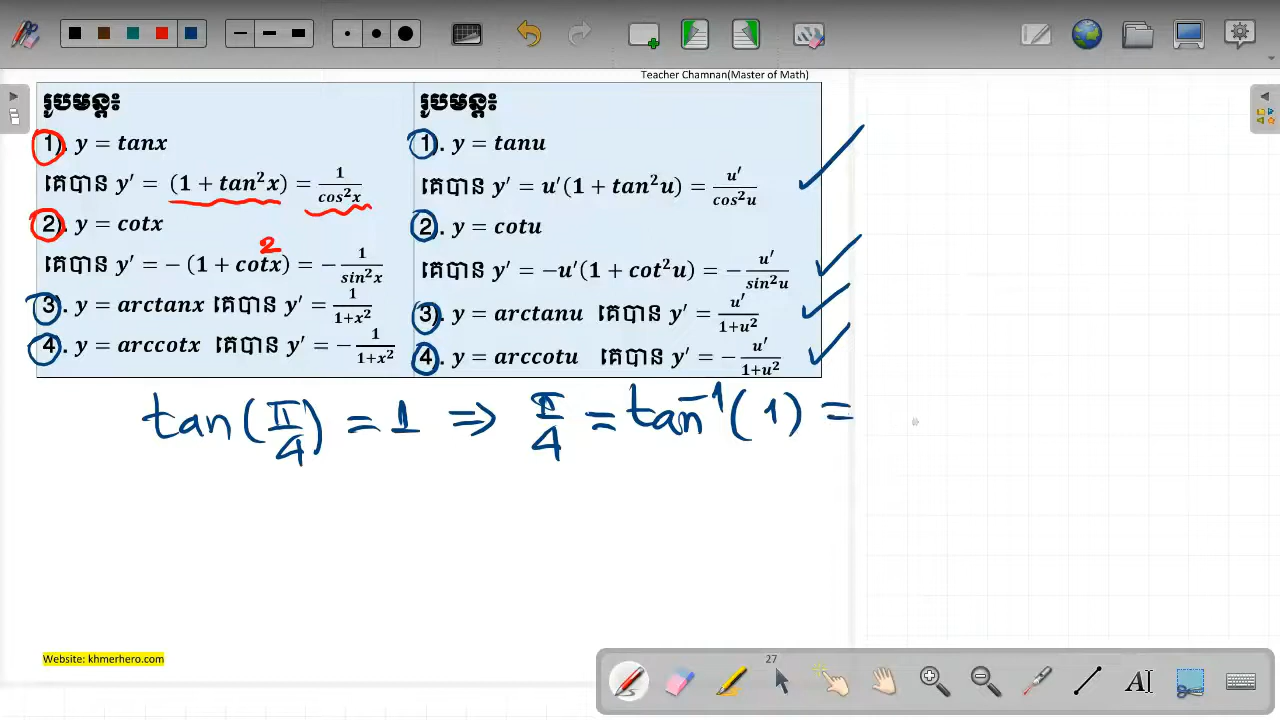 Teacher Chamnan(Master of Math)
រូបមន្ត៖
1). y = tanx
គេបាន y′ = (1 + tan²x) = 1/cos²x
2). y = cotx
គេបាន y′ = −(1 + cotx) = −1/sin²x
2
3). y = arctanx គេបាន y′ = 1/1+x²
4). y = arccotx គេបាន y′ = −1/1+x²
រូបមន្ត៖
1). y = tanu
គេបាន y′ = u′(1 + tan²u) = u′/cos²u
2). y = cotu
គេបាន y′ = −u′(1 + cot²u) = −u′/sin²u
3). y = arctanu គេបាន y′ = u′/1+u²
4). y = arccotu គេបាន y′ = −u′/1+u²
tan(π/4) = 1 ⇒ π/4 = tan⁻¹(1) =
Website: khmerhero.com
27
AI